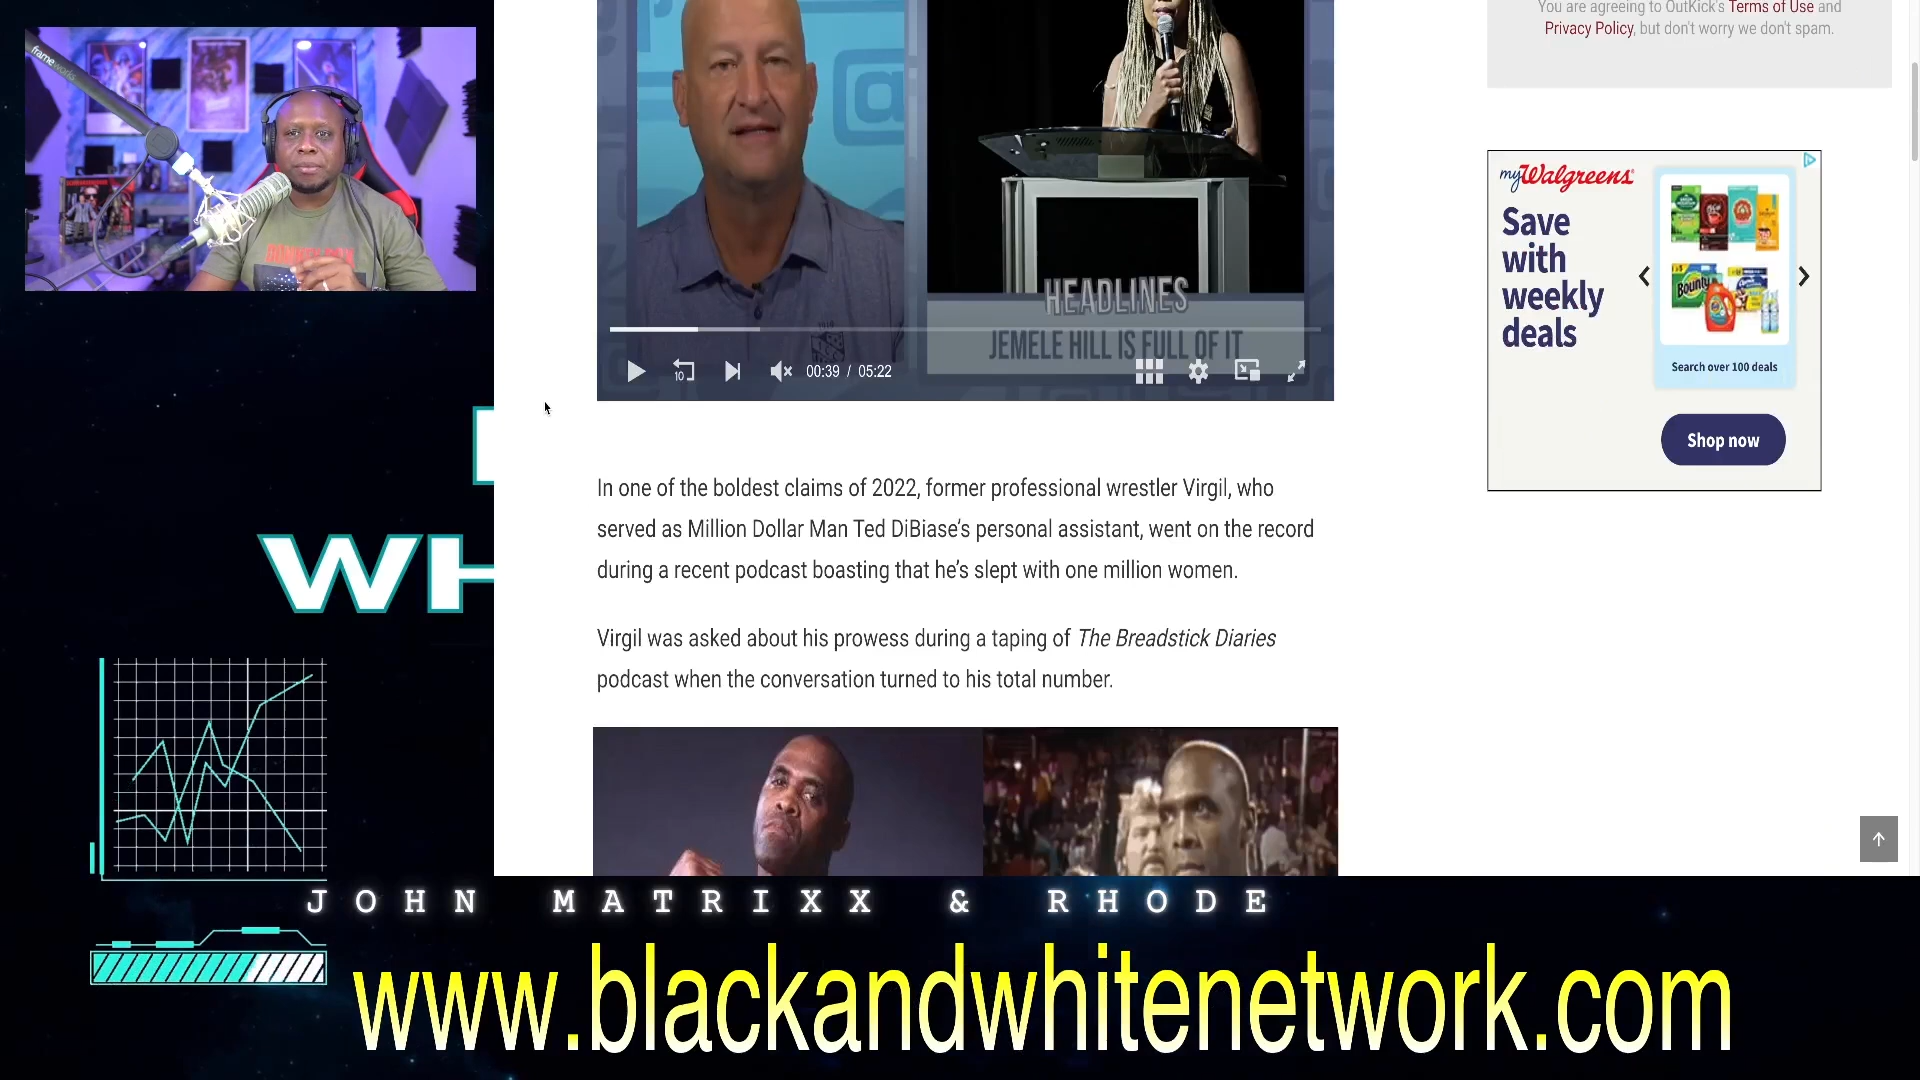 frameworks
You are agreeing to OutKick's Terms of Use and
Privacy Policy, but don't worry we don't spam.
HEADLINES
JEMELE HILL IS FULL OF IT
10
00:39 / 05:22
myWalgreens
Save
with
weekly
deals
Bounty
Search over 100 deals
Shop now
In one of the boldest claims of 2022, former professional wrestler Virgil, who
served as Million Dollar Man Ted DiBiase’s personal assistant, went on the record
during a recent podcast boasting that he’s slept with one million women.
Virgil was asked about his prowess during a taping of The Breadstick Diaries
podcast when the conversation turned to his total number.
WH
JOHN MATRIXX & RHODE
www.blackandwhitenetwork.com